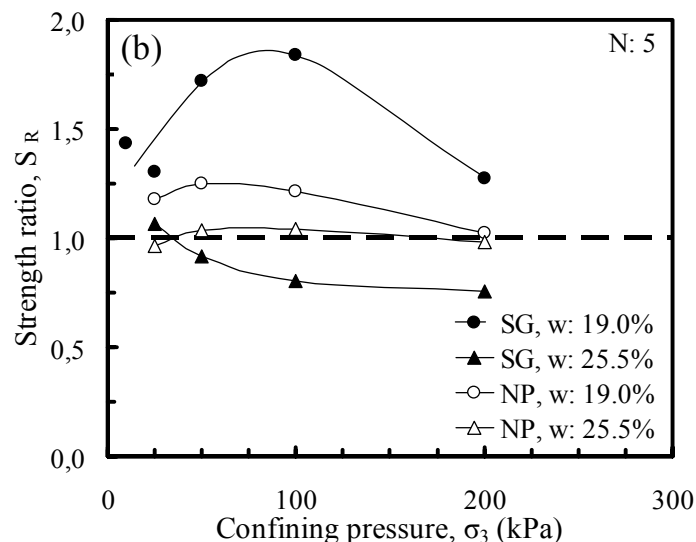 (b)
N: 5
Strength ratio, S R
2,0
1,5
1,0
0,5
0,0
SG, w: 19.0%
SG, w: 25.5%
NP, w: 19.0%
NP, w: 25.5%
0 100 200 300
Confining pressure, σ3 (kPa)